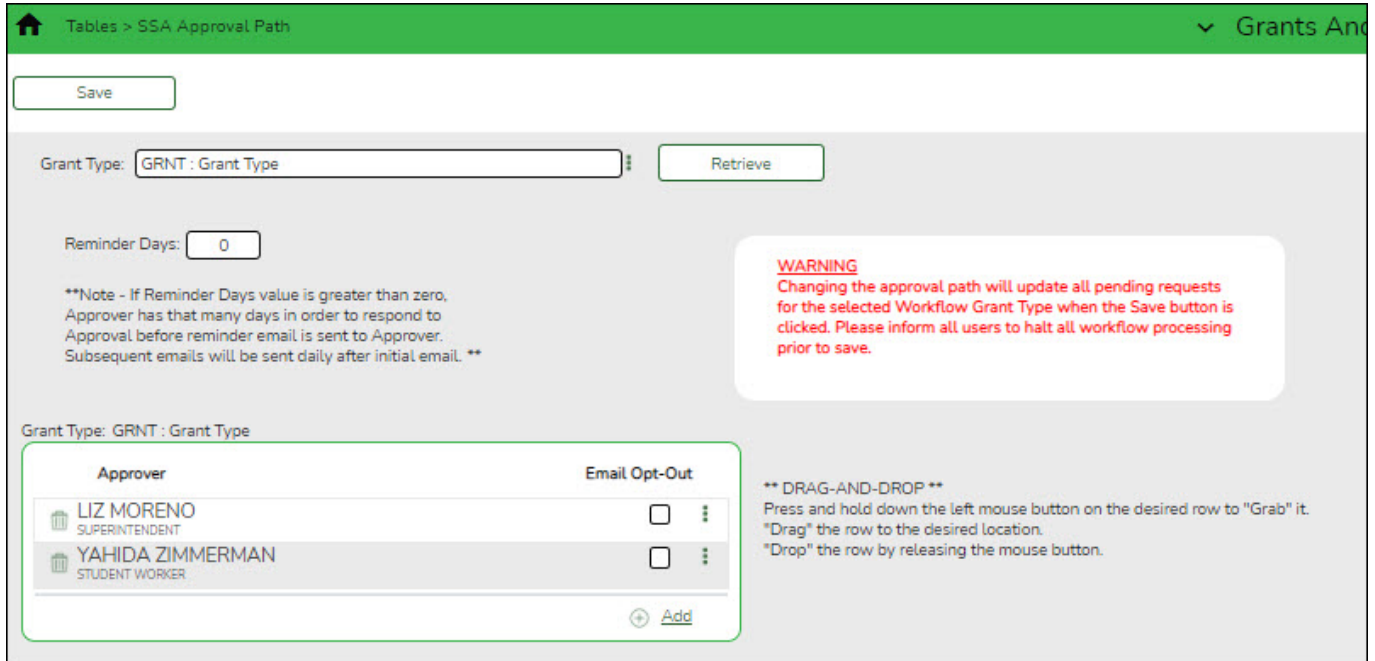 Tables > SSA Approval Path
Grants And
Save
Grant Type: GRNT : Grant Type
Retrieve
Reminder Days: 0
**Note - If Reminder Days value is greater than zero,
Approver has that many days in order to respond to
Approval before reminder email is sent to Approver.
Subsequent emails will be sent daily after initial email. **
WARNING
Changing the approval path will update all pending requests
for the selected Workflow Grant Type when the Save button is
clicked. Please inform all users to halt all workflow processing
prior to save.
Grant Type: GRNT : Grant Type
Approver Email Opt-Out
LIZ MORENO
SUPERINTENDENT
YAHIDA ZIMMERMAN
STUDENT WORKER
Add
** DRAG-AND-DROP **
Press and hold down the left mouse button on the desired row to "Grab" it.
"Drag" the row to the desired location.
"Drop" the row by releasing the mouse button.